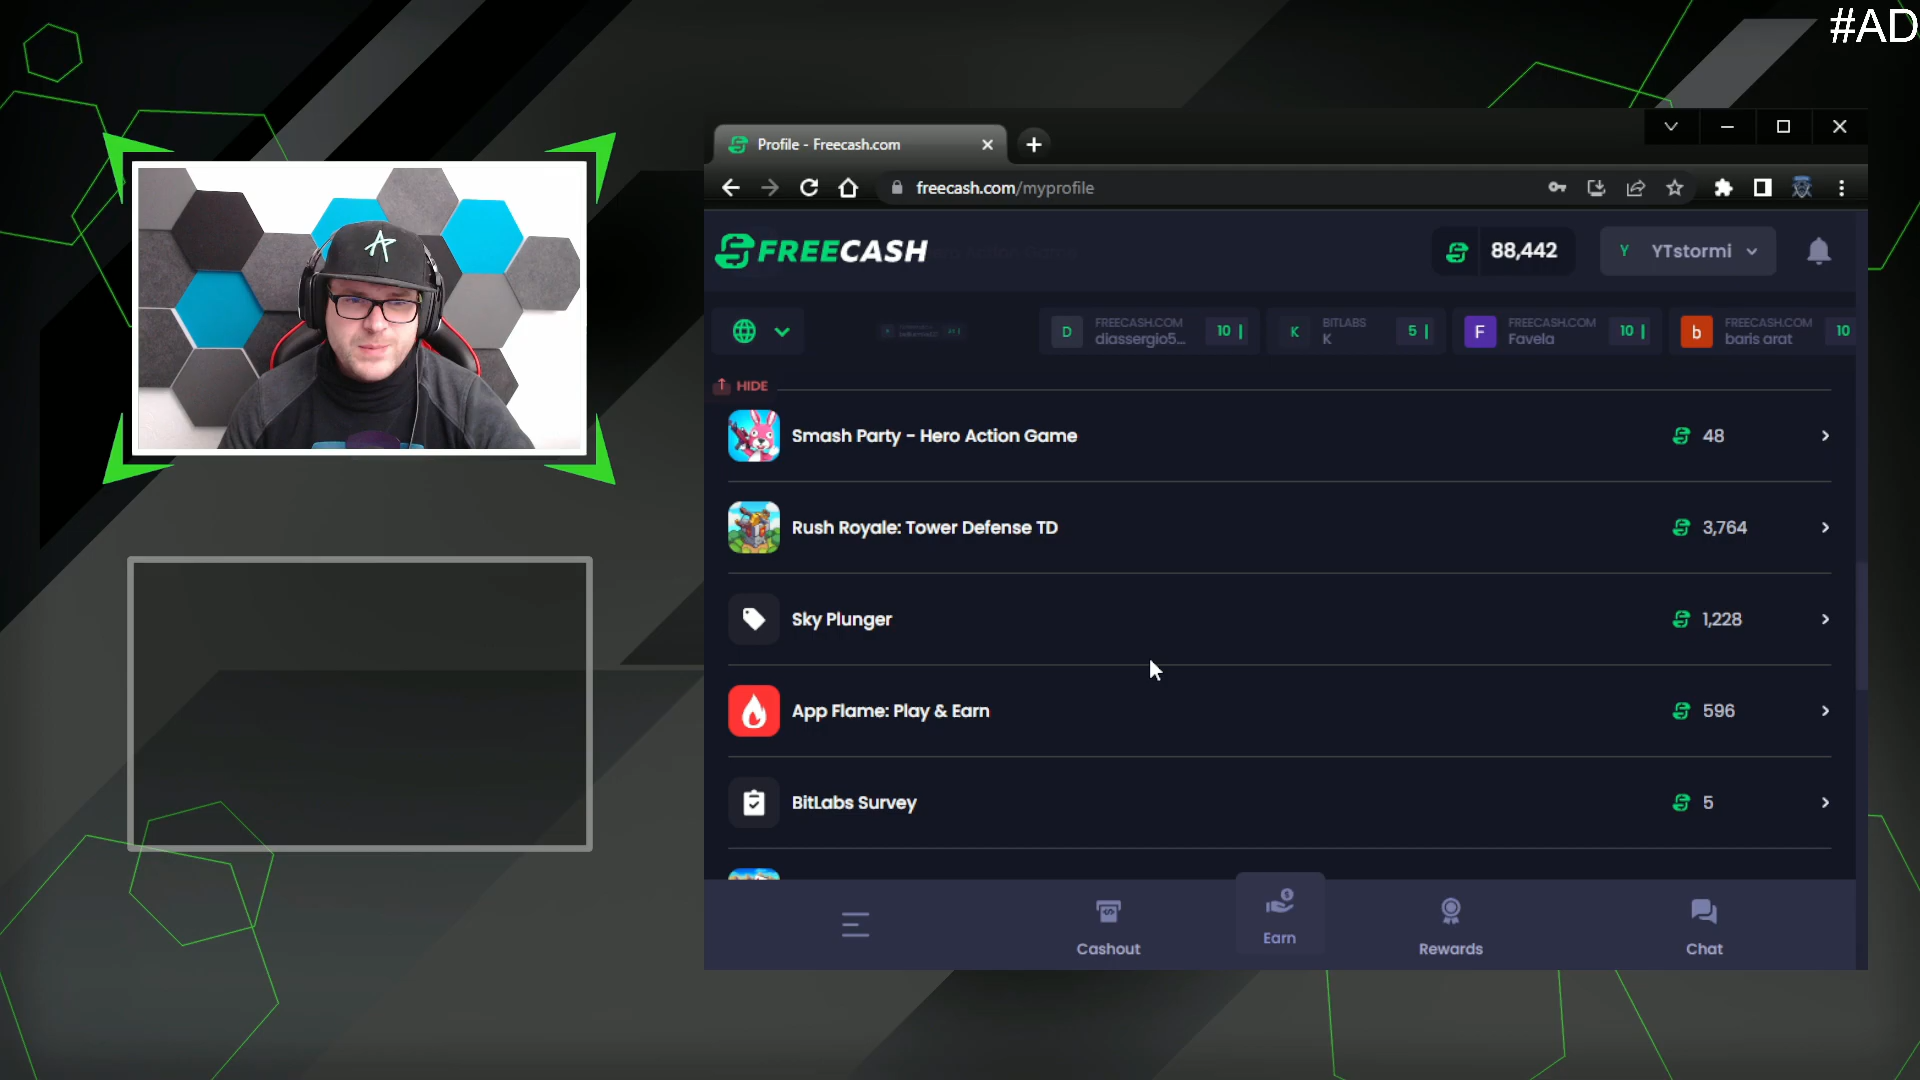 #AD
Profile - Freecash.com
freecash.com/myprofile
FREECASH
88,442
Y YTstormi
D FREECASH.COM 10
diassergio5...
K BITLABS 5
K
F FREECASH.COM 10
Favela
b FREECASH.COM 10
baris arat
HIDE
Smash Party - Hero Action Game 48
Rush Royale: Tower Defense TD 3,764
Sky Plunger 1,228
App Flame: Play & Earn 596
BitLabs Survey 5
Cashout
Earn
Rewards
Chat